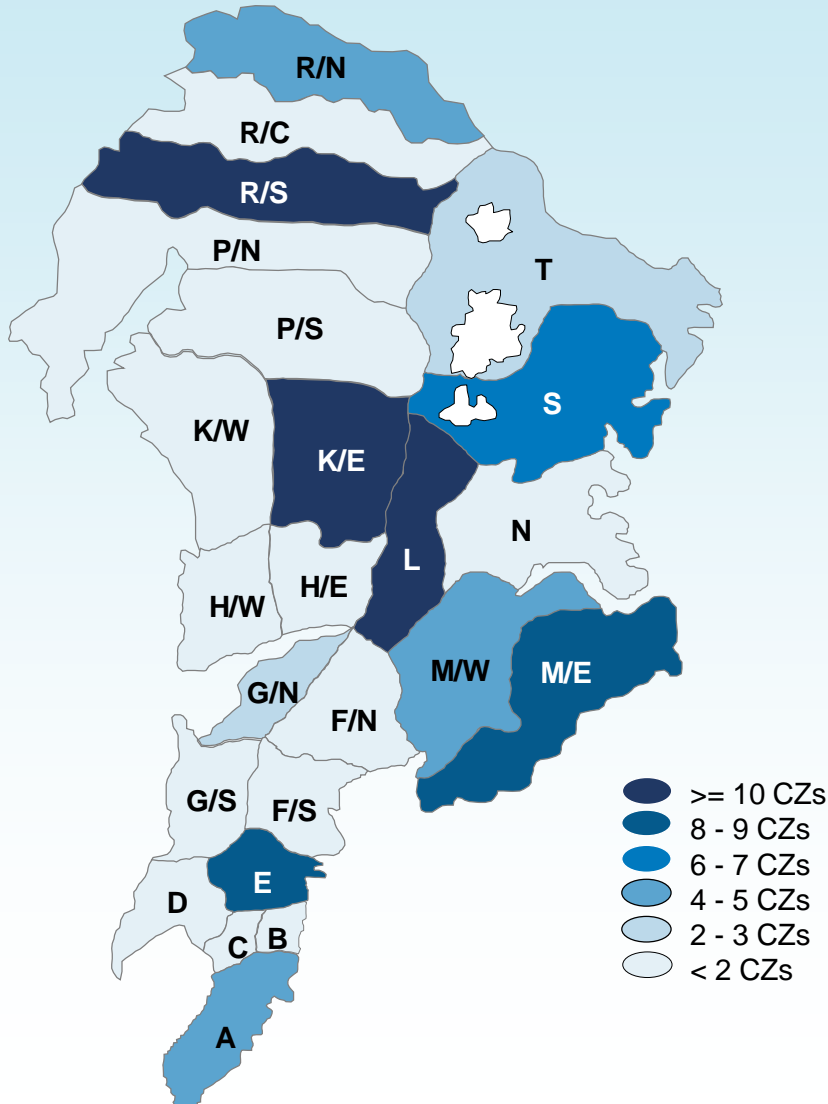 R/N
R/C
R/S
P/N
T
P/S
S
K/W
K/E
N
L
H/E
H/W
M/W
M/E
G/N
F/N
G/S
F/S
E
D
B
C
A
>= 10 CZs
8 - 9 CZs
6 - 7 CZs
4 - 5 CZs
2 - 3 CZs
< 2 CZs